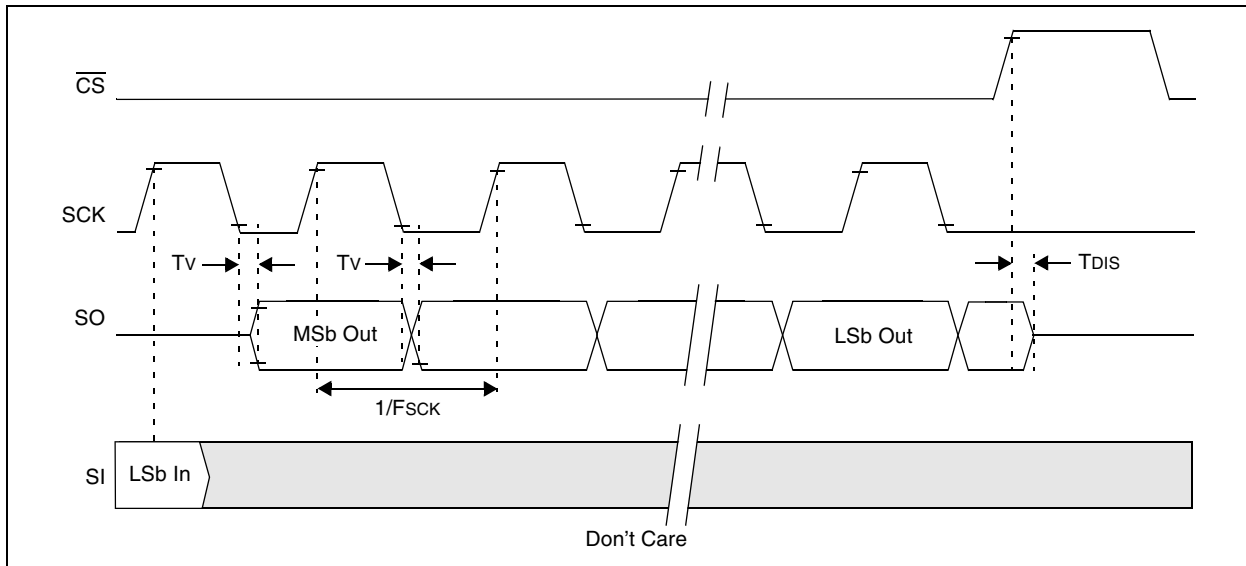 CS
SCK
TV
TV
TDIS
SO
MSb Out
LSb Out
1/FSCK
SI
LSb In
Don't Care